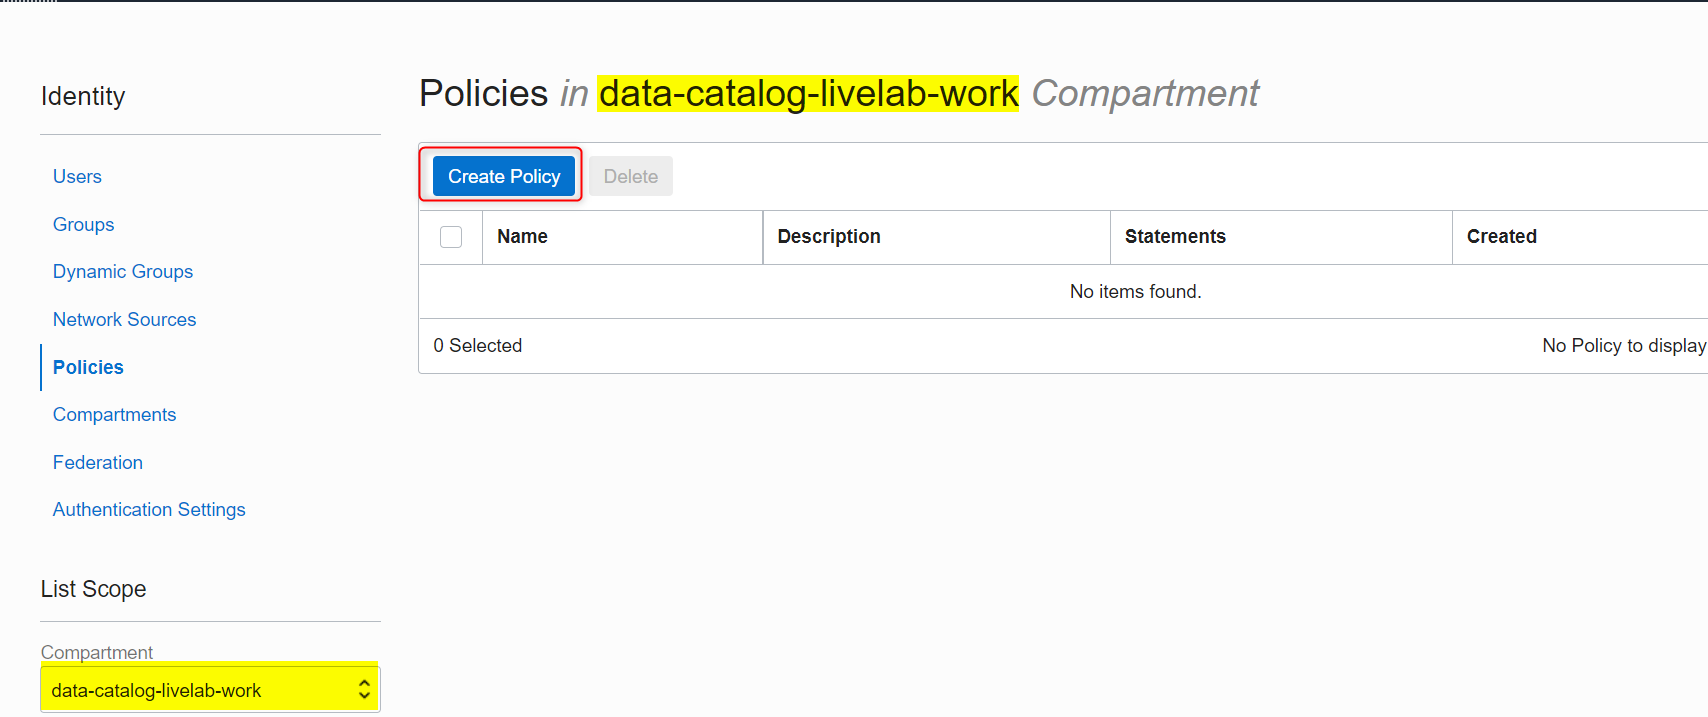 Identity
Users
Groups
Dynamic Groups
Network Sources
Policies
Compartments
Federation
Authentication Settings
List Scope
Compartment
data-catalog-livelab-work
Policies in data-catalog-livelab-work Compartment
Create Policy Delete
Name Description Statements Created
No items found.
0 Selected No Policy to display